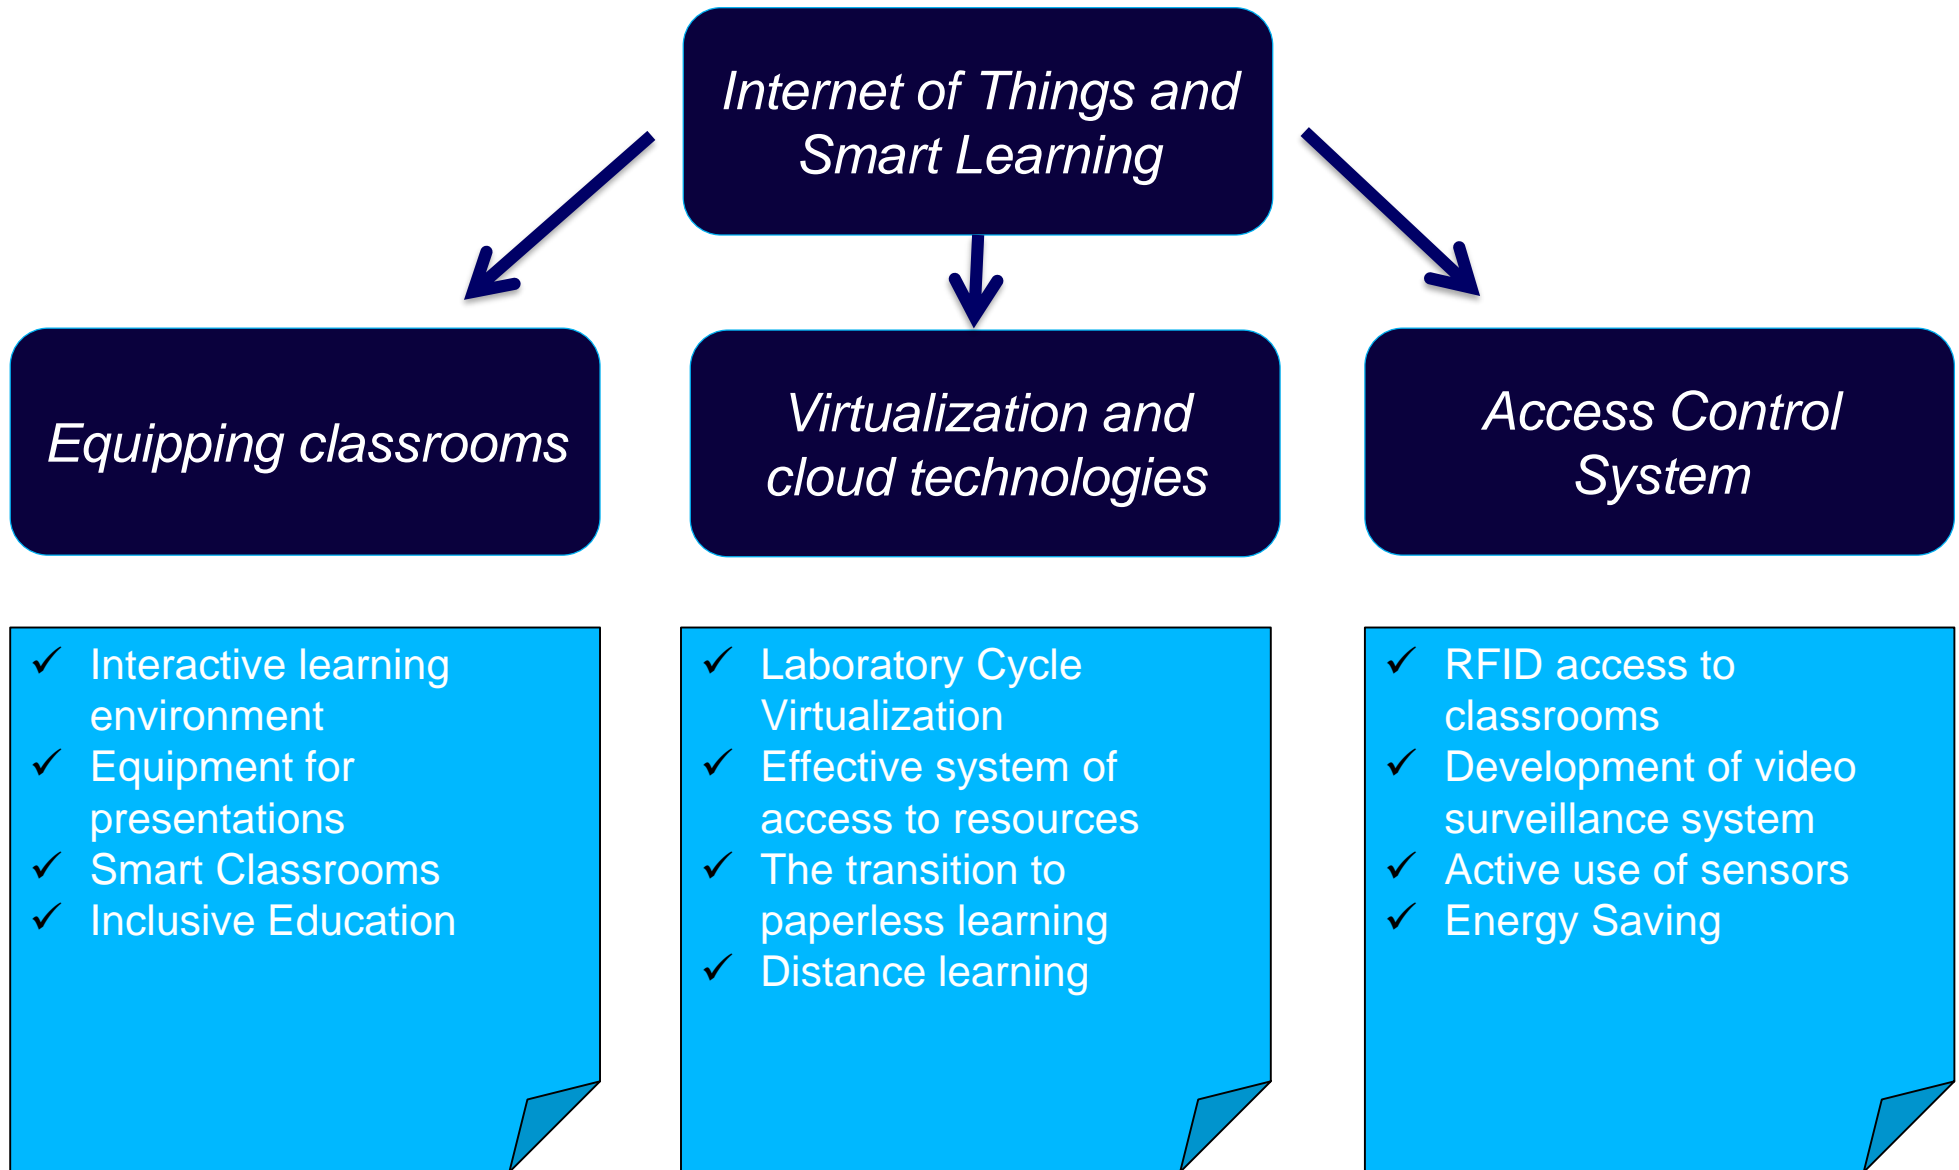 Internet of Things and
Smart Learning
Equipping classrooms
Virtualization and
cloud technologies
Access Control
System
✓ Interactive learning
environment
✓ Equipment for
presentations
✓ Smart Classrooms
✓ Inclusive Education
✓ Laboratory Cycle
Virtualization
✓ Effective system of
access to resources
✓ The transition to
paperless learning
✓ Distance learning
✓ RFID access to
classrooms
✓ Development of video
surveillance system
✓ Active use of sensors
✓ Energy Saving